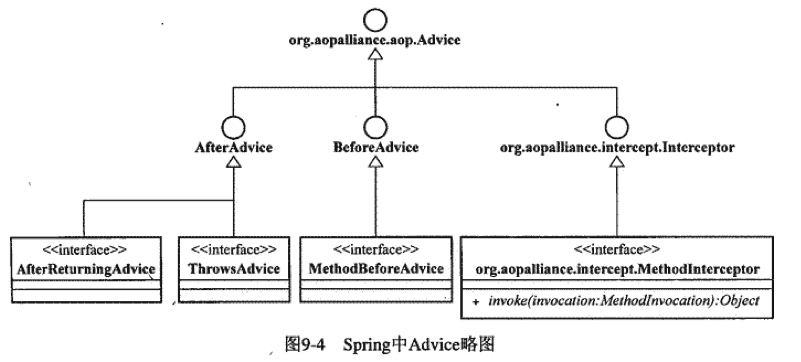 org.aopalliance.aop.Advice
AfterAdvice
BeforeAdvice
org.aopalliance.intercept.Interceptor
<<interface>>
AfterReturningAdvice
<<interface>>
ThrowsAdvice
<<interface>>
MethodBeforeAdvice
<<interface>>
org.aopalliance.intercept.MethodInterceptor
+ invoke(invocation:MethodInvocation):Object
图9-4 Spring中Advice略图